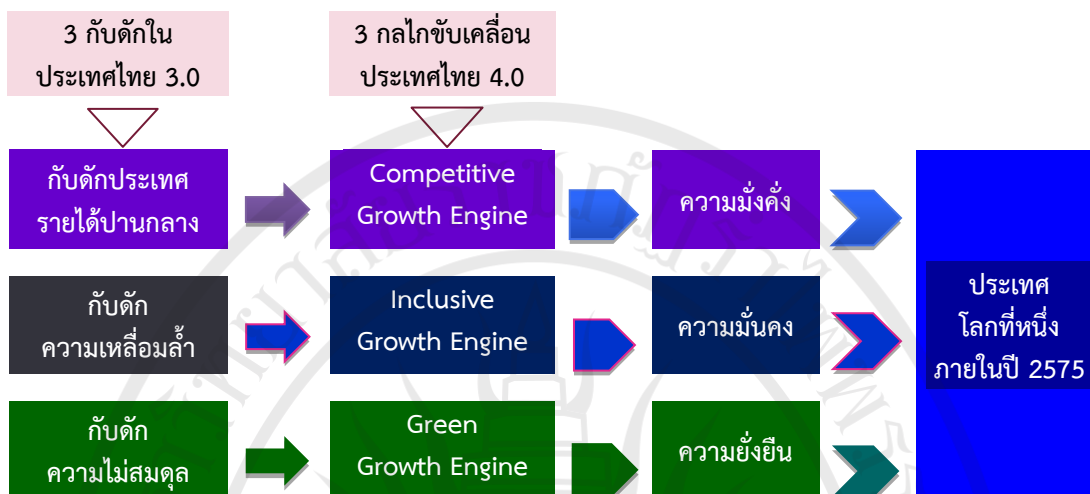 3 กับดักใน
ประเทศไทย 3.0
3 กลไกขับเคลื่อน
ประเทศไทย 4.0
กับดักประเทศ
รายได้ปานกลาง
Competitive
Growth Engine
ความมั่งคั่ง
กับดัก
ความเหลื่อมล้ำ
Inclusive
Growth Engine
ความมั่นคง
ประเทศ
โลกที่หนึ่ง
ภายในปี 2575
กับดัก
ความไม่สมดุล
Green
Growth Engine
ความยั่งยืน